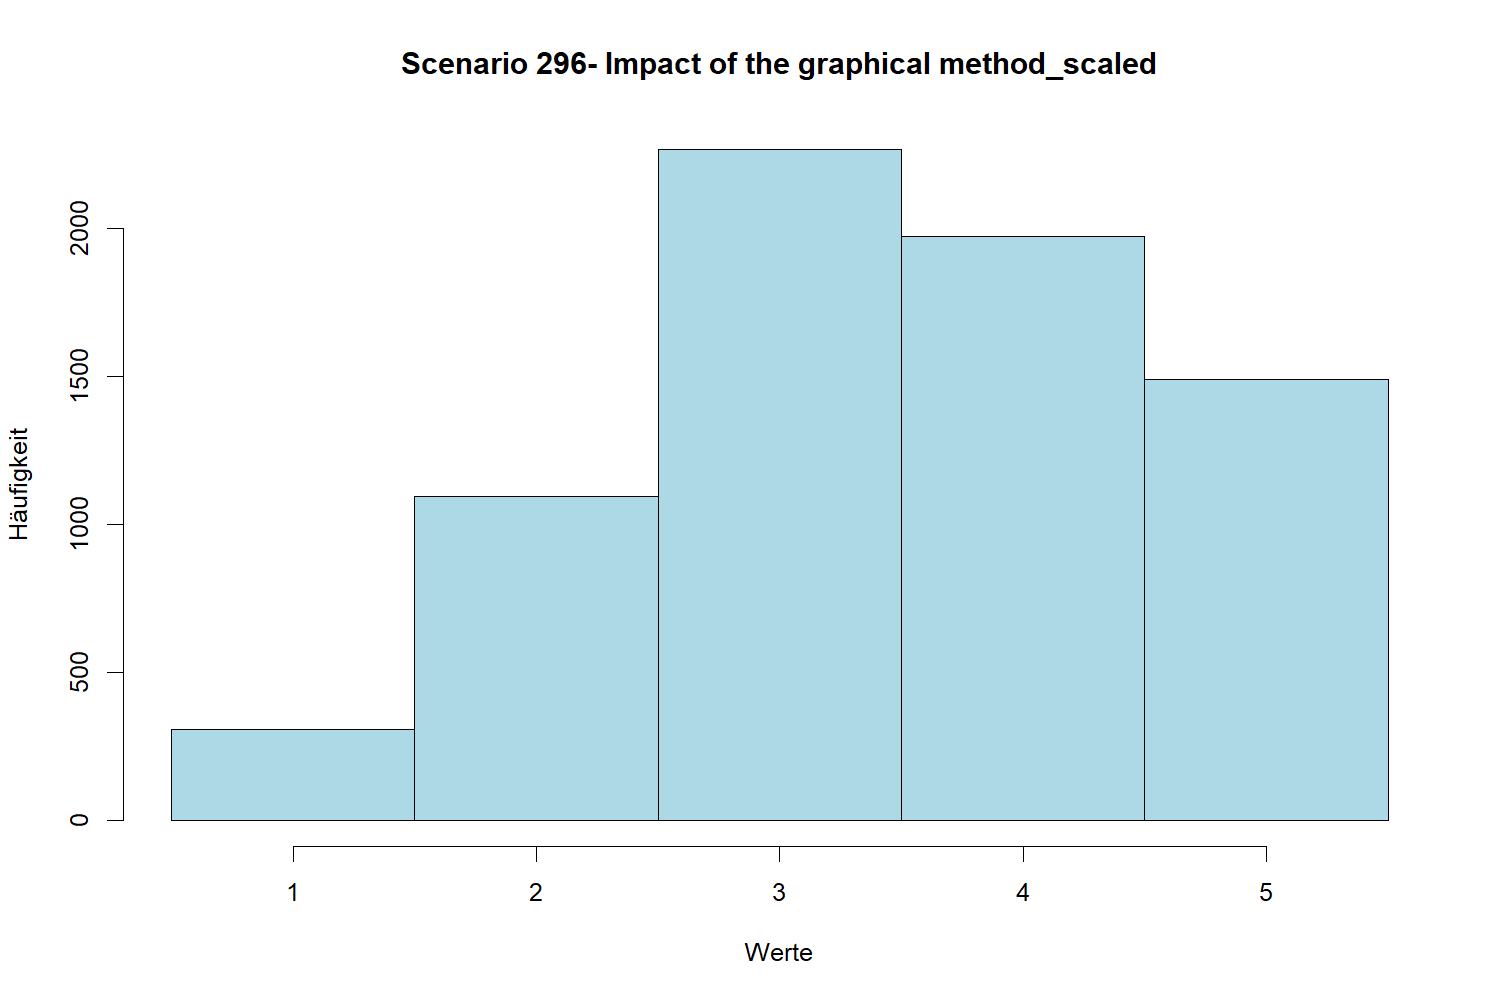 Scenario 296- Impact of the graphical method_scaled
Häufigkeit
2000
1500
1000
500
0
1 2 3 4 5
Werte